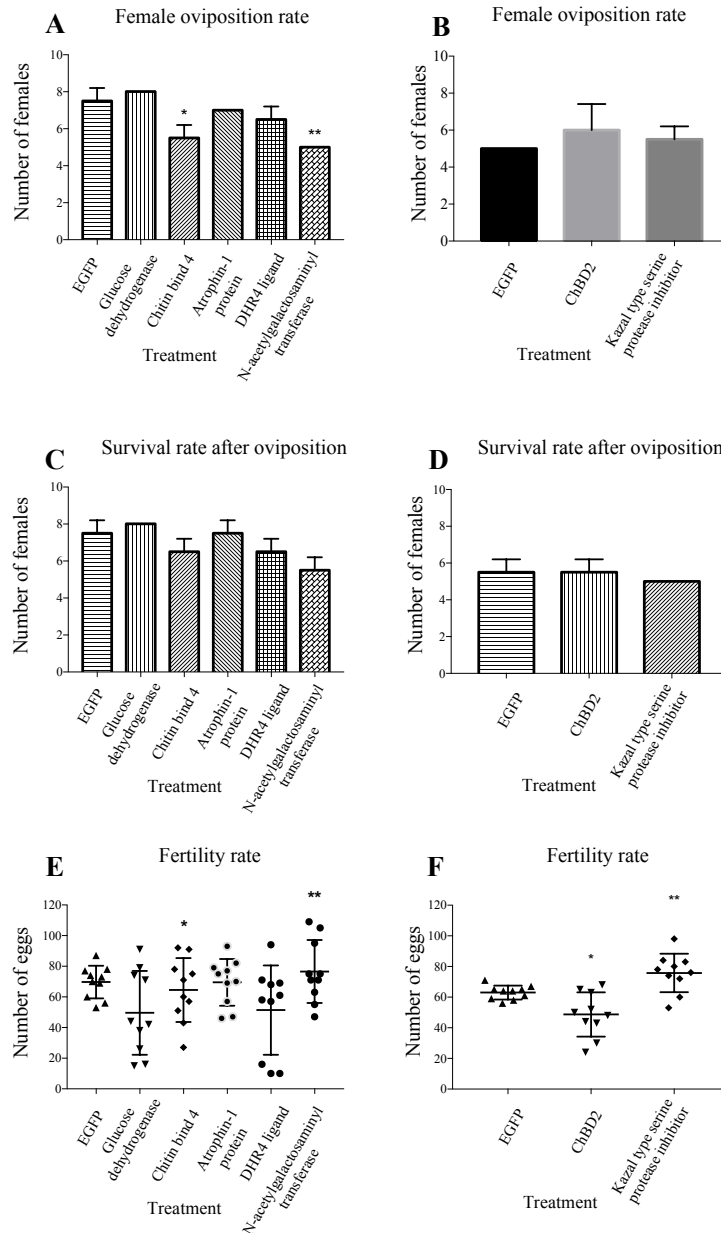 A
Female oviposition rate
Number of females
10
8
6
4
2
0
*
**
EGFP
Glucose
dehydrogenase
Chitin bind 4
Atrophin-1
protein
DHR4 ligand
N-acetylgalactosaminyl
transferase
Treatment
B
Female oviposition rate
Number of females
10
8
6
4
2
0
EGFP
ChBD2
Kazal type serine
protease inhibitor
Treatment
C
Survival rate after oviposition
Number of females
10
8
6
4
2
0
EGFP
Glucose
dehydrogenase
Chitin bind 4
Atrophin-1
protein
DHR4 ligand
N-acetylgalactosaminyl
transferase
Treatment
D
Survival rate after oviposition
Number of females
10
8
6
4
2
0
EGFP
ChBD2
Kazal type serine
protease inhibitor
Treatment
E
Fertility rate
Number of eggs
120
100
80
60
40
20
0
*
**
EGFP
Glucose
dehydrogenase
Chitin bind 4
Atrophin-1
protein
DHR4 ligand
N-acetylgalactosaminyl
transferase
Treatment
F
Fertility rate
Number of eggs
120
100
80
60
40
20
0
*
**
EGFP
ChBD2
Kazal type serine
protease inhibitor
Treatment